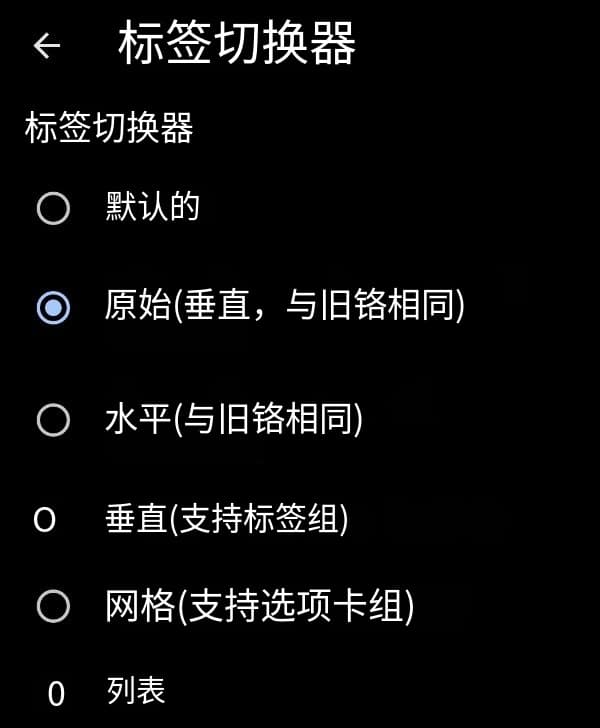 标签切换器
标签切换器
默认的
原始(垂直，与旧铬相同)
水平(与旧铬相同)
O 垂直(支持标签组)
网格(支持选项卡组)
0 列表